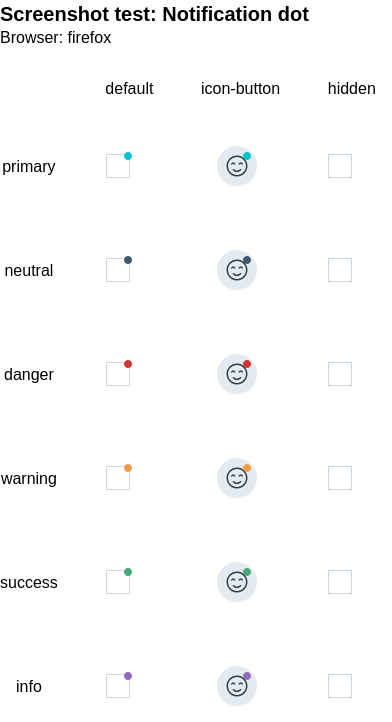 Screenshot test: Notification dot
Browser: firefox
default icon-button hidden
primary
neutral
danger
warning
success
info